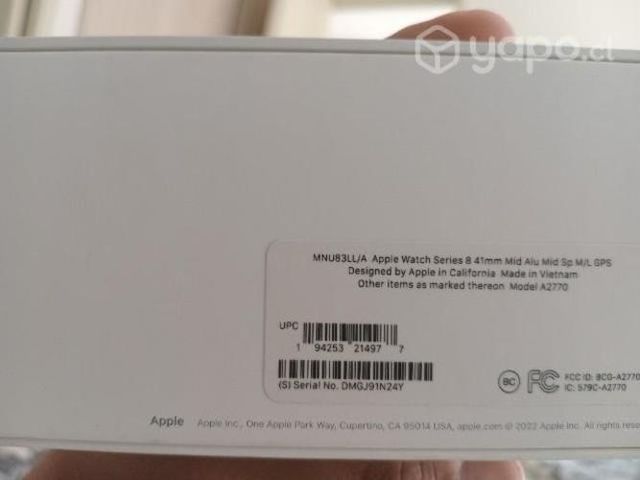 yapo.cl
MNU83LL/A Apple Watch Series 8 41mm Mid Alu Mid Sp M/L GPS
Designed by Apple in California Made in Vietnam
Other items as marked thereon Model A2770
UPC
1 94253 21497 7
(S) Serial No. DMGJ91N24Y
BC FC FCC ID: BCG-A2770
IC: 579C-A2770
Apple Apple Inc., One Apple Park Way, Cupertino, CA 95014 USA, apple.com © 2022 Apple Inc. All rights rese